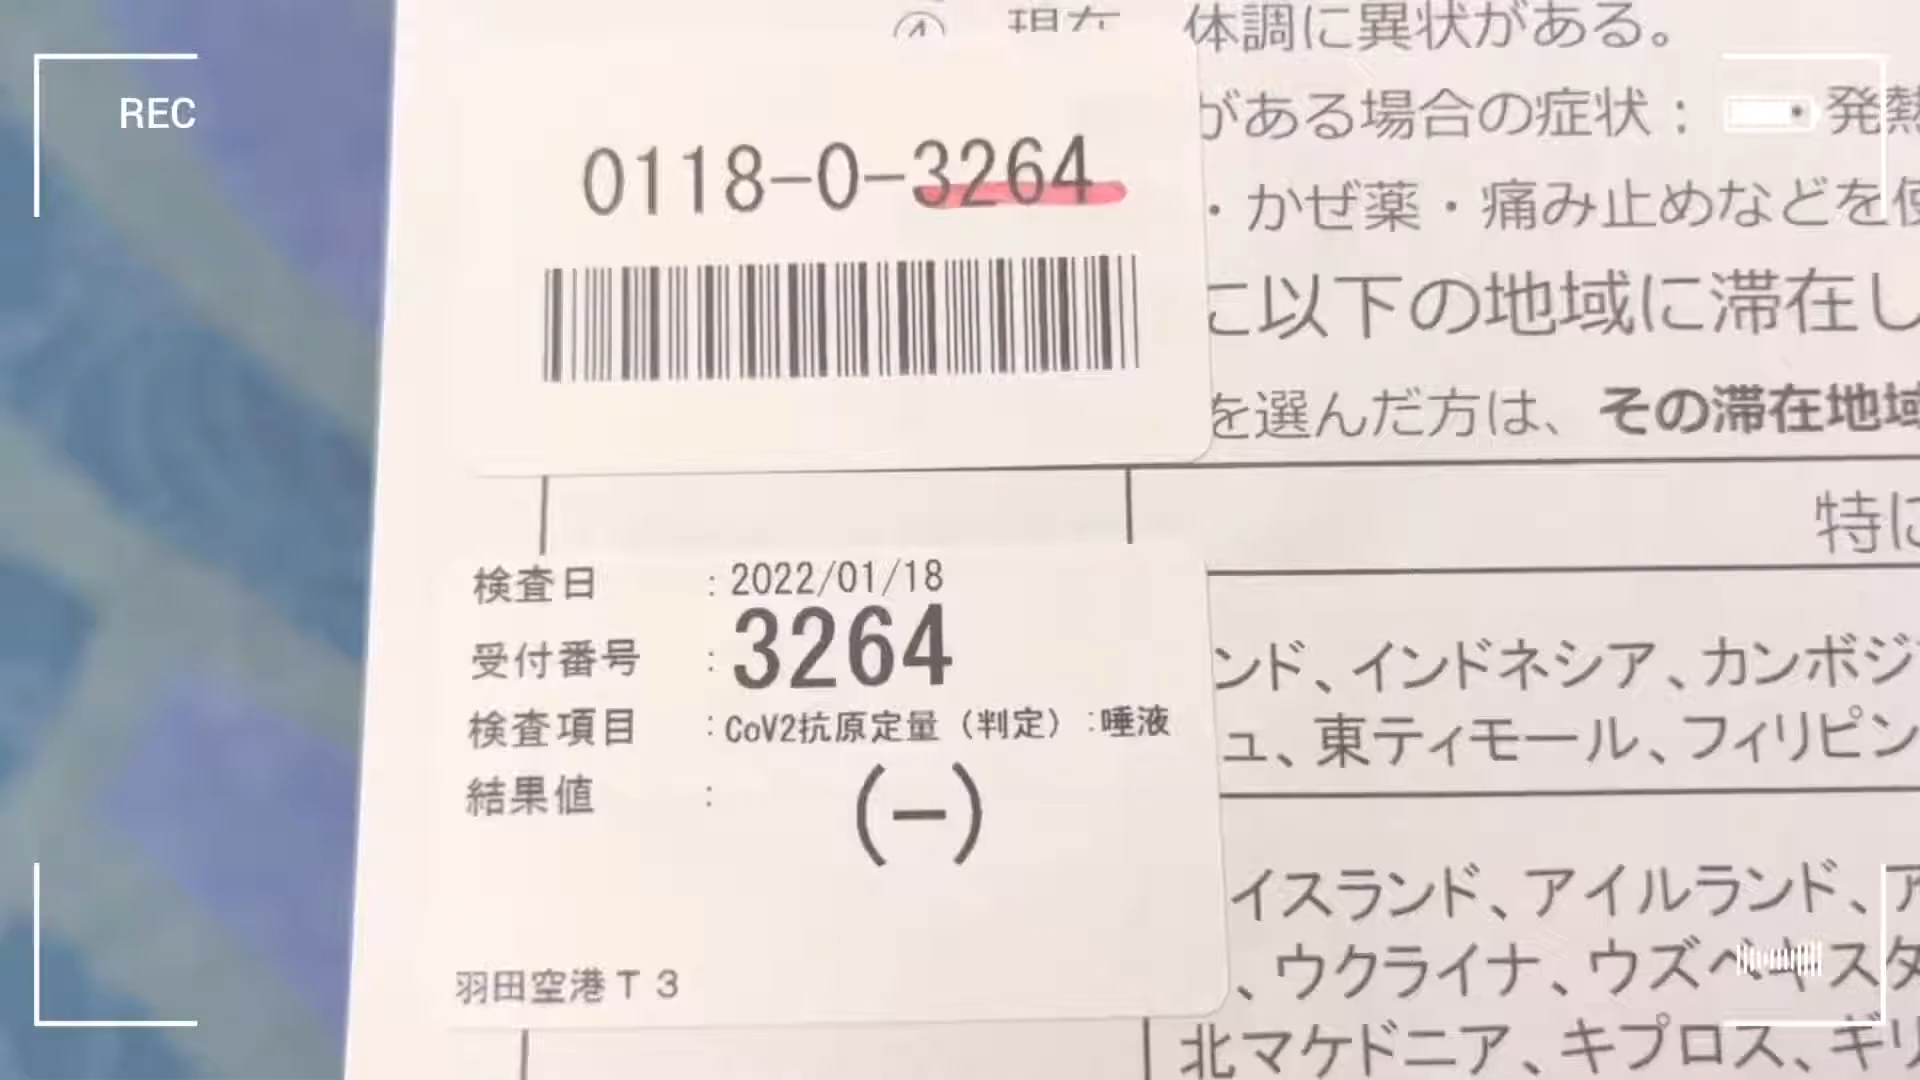 体調に異状がある。
REC
がある場合の症状： 発熱
0118-0-3264
・かぜ薬・痛み止めなどを使
に以下の地域に滞在し
を選んだ方は、その滞在地域
特に
検査日 : 2022/01/18
受付番号 : 3264
検査項目 : CoV2抗原定量（判定）:唾液
結果値 : (-)
羽田空港T3
ンド、インドネシア、カンボジ
ュ、東ティモール、フィリピン
イスランド、アイルランド、ア
、ウクライナ、ウズベキスタ
北マケドニア、キプロス、ギリ